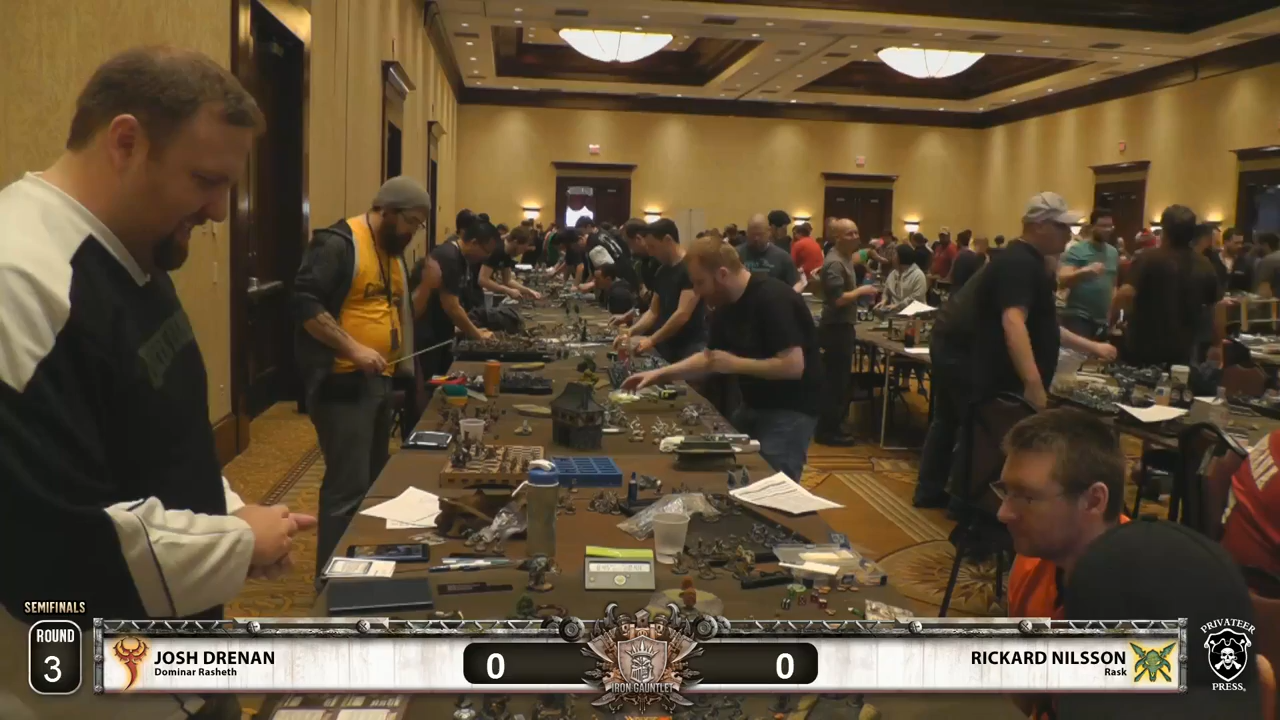 SEMIFINALS
ROUND
3
JOSH DRENAN
Dominar Rasheth
0
IRON GAUNTLET
0
RICKARD NILSSON
Rask
PRIVATEER
PRESS